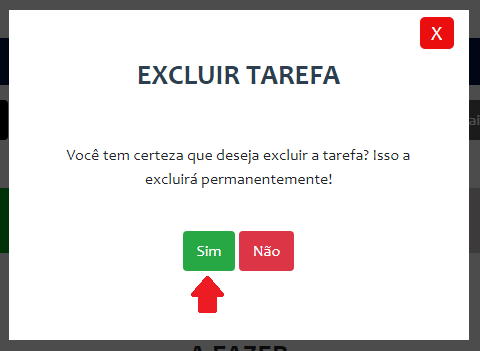 X
EXCLUIR TAREFA
Você tem certeza que deseja excluir a tarefa? Isso a
excluirá permanentemente!
Sim Não
A FAZER